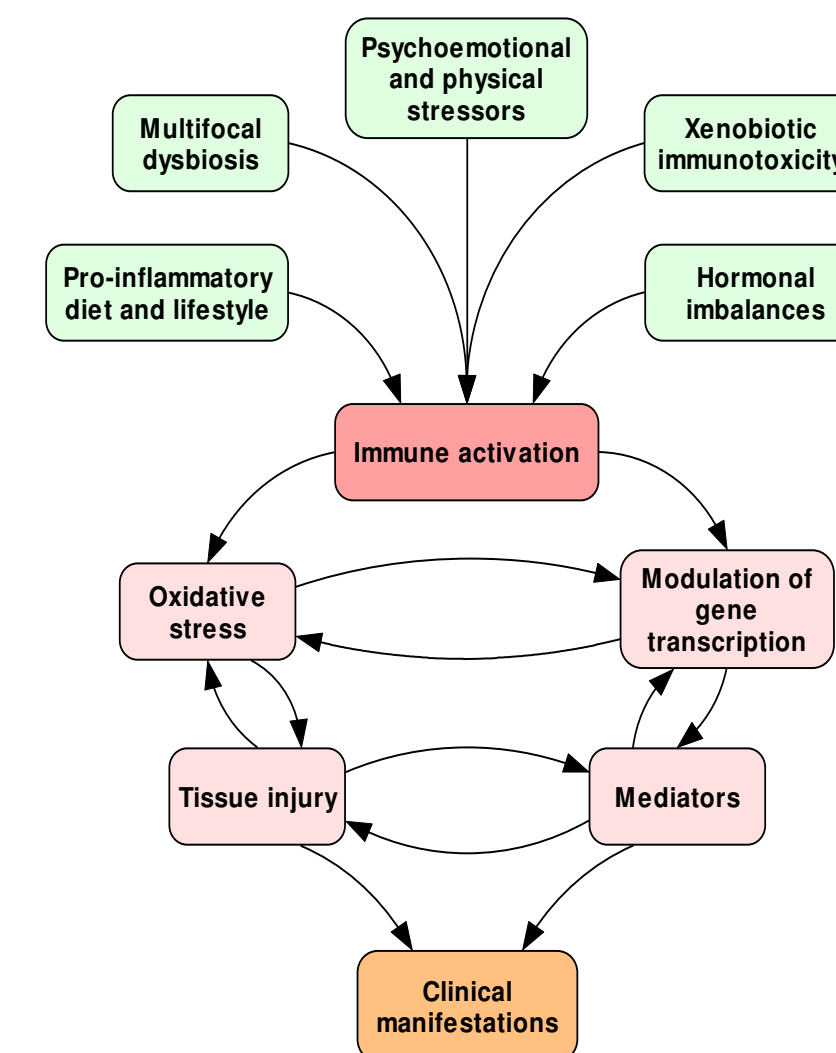 Psychoemotional
and physical
stressors
Multifocal
dysbiosis
Xenobiotic
immunotoxicity
Pro-inflammatory
diet and lifestyle
Hormonal
imbalances
Immune activation
Oxidative
stress
Modulation of
gene
transcription
Tissue injury
Mediators
Clinical
manifestations